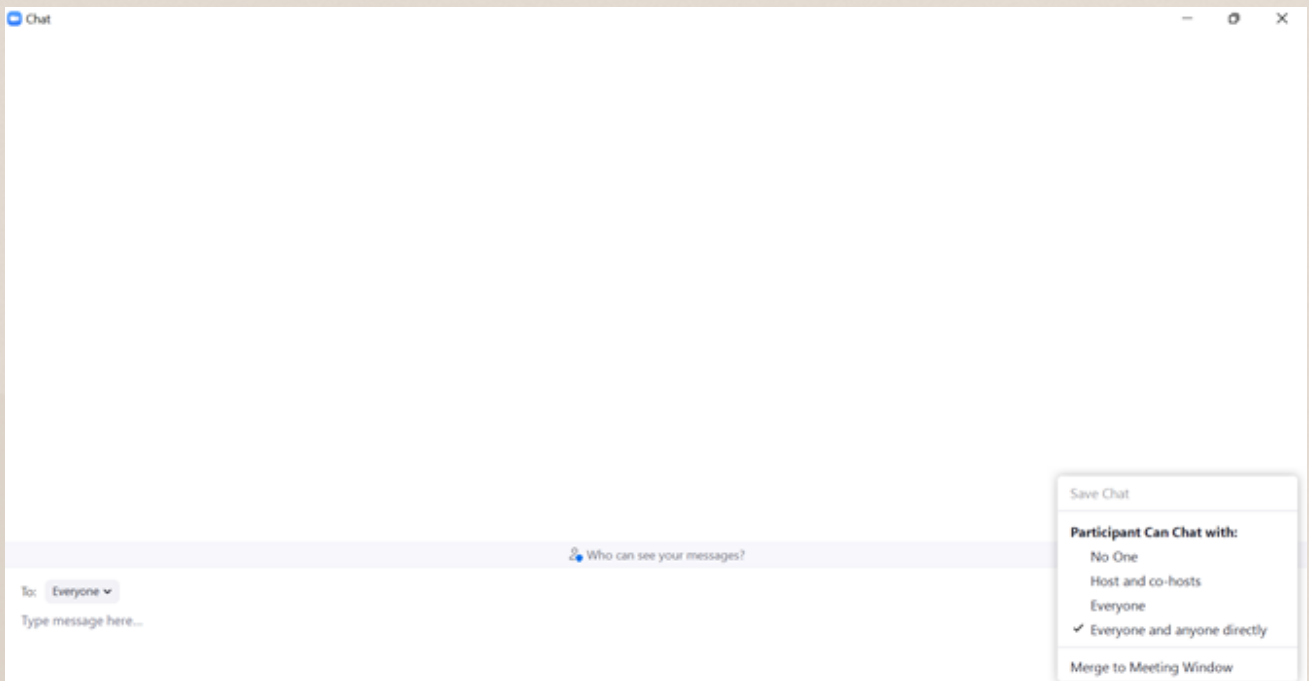 Chat
Who can see your messages?
To: Everyone
Type message here...
Save Chat
Participant Can Chat with:
No One
Host and co-hosts
Everyone
Everyone and anyone directly
Merge to Meeting Window